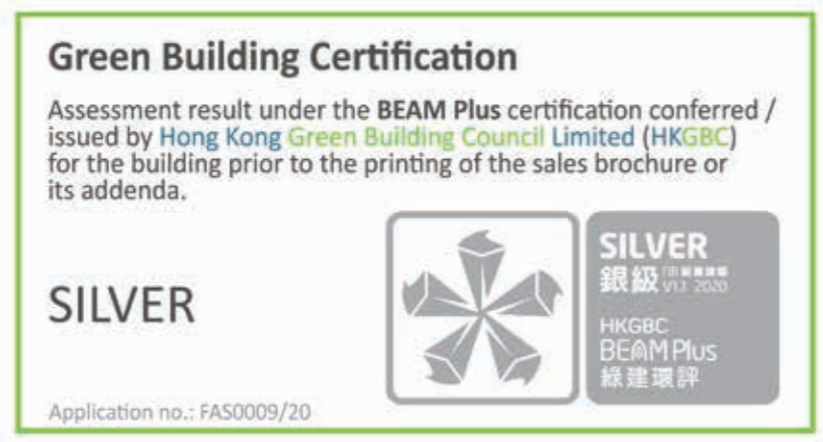 Green Building Certification
Assessment result under the BEAM Plus certification conferred /
issued by Hong Kong Green Building Council Limited (HKGBC)
for the building prior to the printing of the sales brochure or
its addenda.
SILVER
Application no.: FAS0009/20
SILVER
銀級
V1.1 2020
HKGBC
BEAM Plus
綠建環評